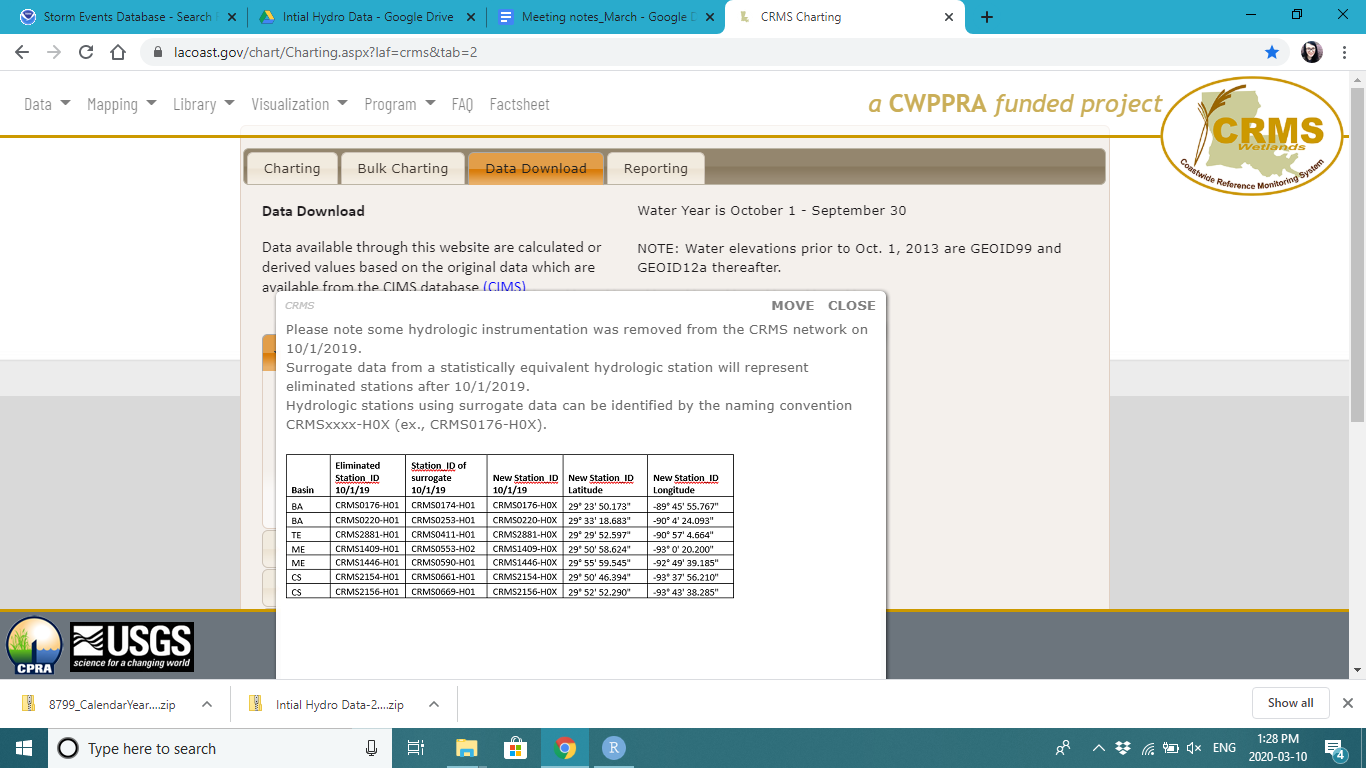 Storm Events Database - Search
Intial Hydro Data - Google Drive
Meeting notes_March - Google D
CRMS Charting
lacoast.gov/chart/Charting.aspx?laf=crms&tab=2
Data Mapping Library Visualization Program FAQ Factsheet
a CWPPRA funded project
CRMS
Wetlands
Coastwide Reference Monitoring System
Charting Bulk Charting Data Download Reporting
Data Download
Data available through this website are calculated or
derived values based on the original data which are
available from the CIMS database (CIMS)
Water Year is October 1 - September 30
NOTE: Water elevations prior to Oct. 1, 2013 are GEOID99 and
GEOID12a thereafter.
CRMS MOVE CLOSE
Please note some hydrologic instrumentation was removed from the CRMS network on
10/1/2019.
Surrogate data from a statistically equivalent hydrologic station will represent
eliminated stations after 10/1/2019.
Hydrologic stations using surrogate data can be identified by the naming convention
CRMSxxxx-H0X (ex., CRMS0176-H0X).
Eliminated Station_ID of
Station_ID surrogate New Station_ID New Station_ID New Station_ID
Basin 10/1/19 10/1/19 10/1/19 Latitude Longitude
BA CRMS0176-H01 CRMS0174-H01 CRMS0176-H0X 29° 23' 50.173" -89° 45' 55.767"
BA CRMS0220-H01 CRMS0253-H01 CRMS0220-H0X 29° 33' 18.683" -90° 4' 24.093"
TE CRMS2881-H01 CRMS0411-H01 CRMS2881-H0X 29° 29' 52.597" -90° 57' 4.664"
ME CRMS1409-H01 CRMS0553-H02 CRMS1409-H0X 29° 50' 58.624" -93° 0' 20.200"
ME CRMS1446-H01 CRMS0590-H01 CRMS1446-H0X 29° 55' 59.545" -92° 49' 39.185"
CS CRMS2154-H01 CRMS0661-H01 CRMS2154-H0X 29° 50' 46.394" -93° 37' 56.210"
CS CRMS2156-H01 CRMS0669-H01 CRMS2156-H0X 29° 52' 52.290" -93° 43' 38.285"
CPRA
USGS
science for a changing world
8799_CalendarYear....zip
Intial Hydro Data-2....zip
Show all
Type here to search
R
ENG
1:28 PM
2020-03-10
4